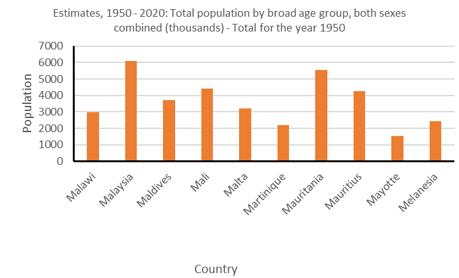 Estimates, 1950 - 2020: Total population by broad age group, both sexes
combined (thousands) - Total for the year 1950
7000
6000
5000
4000
3000
2000
1000
0
Population
Malawi
Malaysia
Maldives
Mali
Malta
Martinique
Mauritania
Mauritius
Mayotte
Melanesia
Country